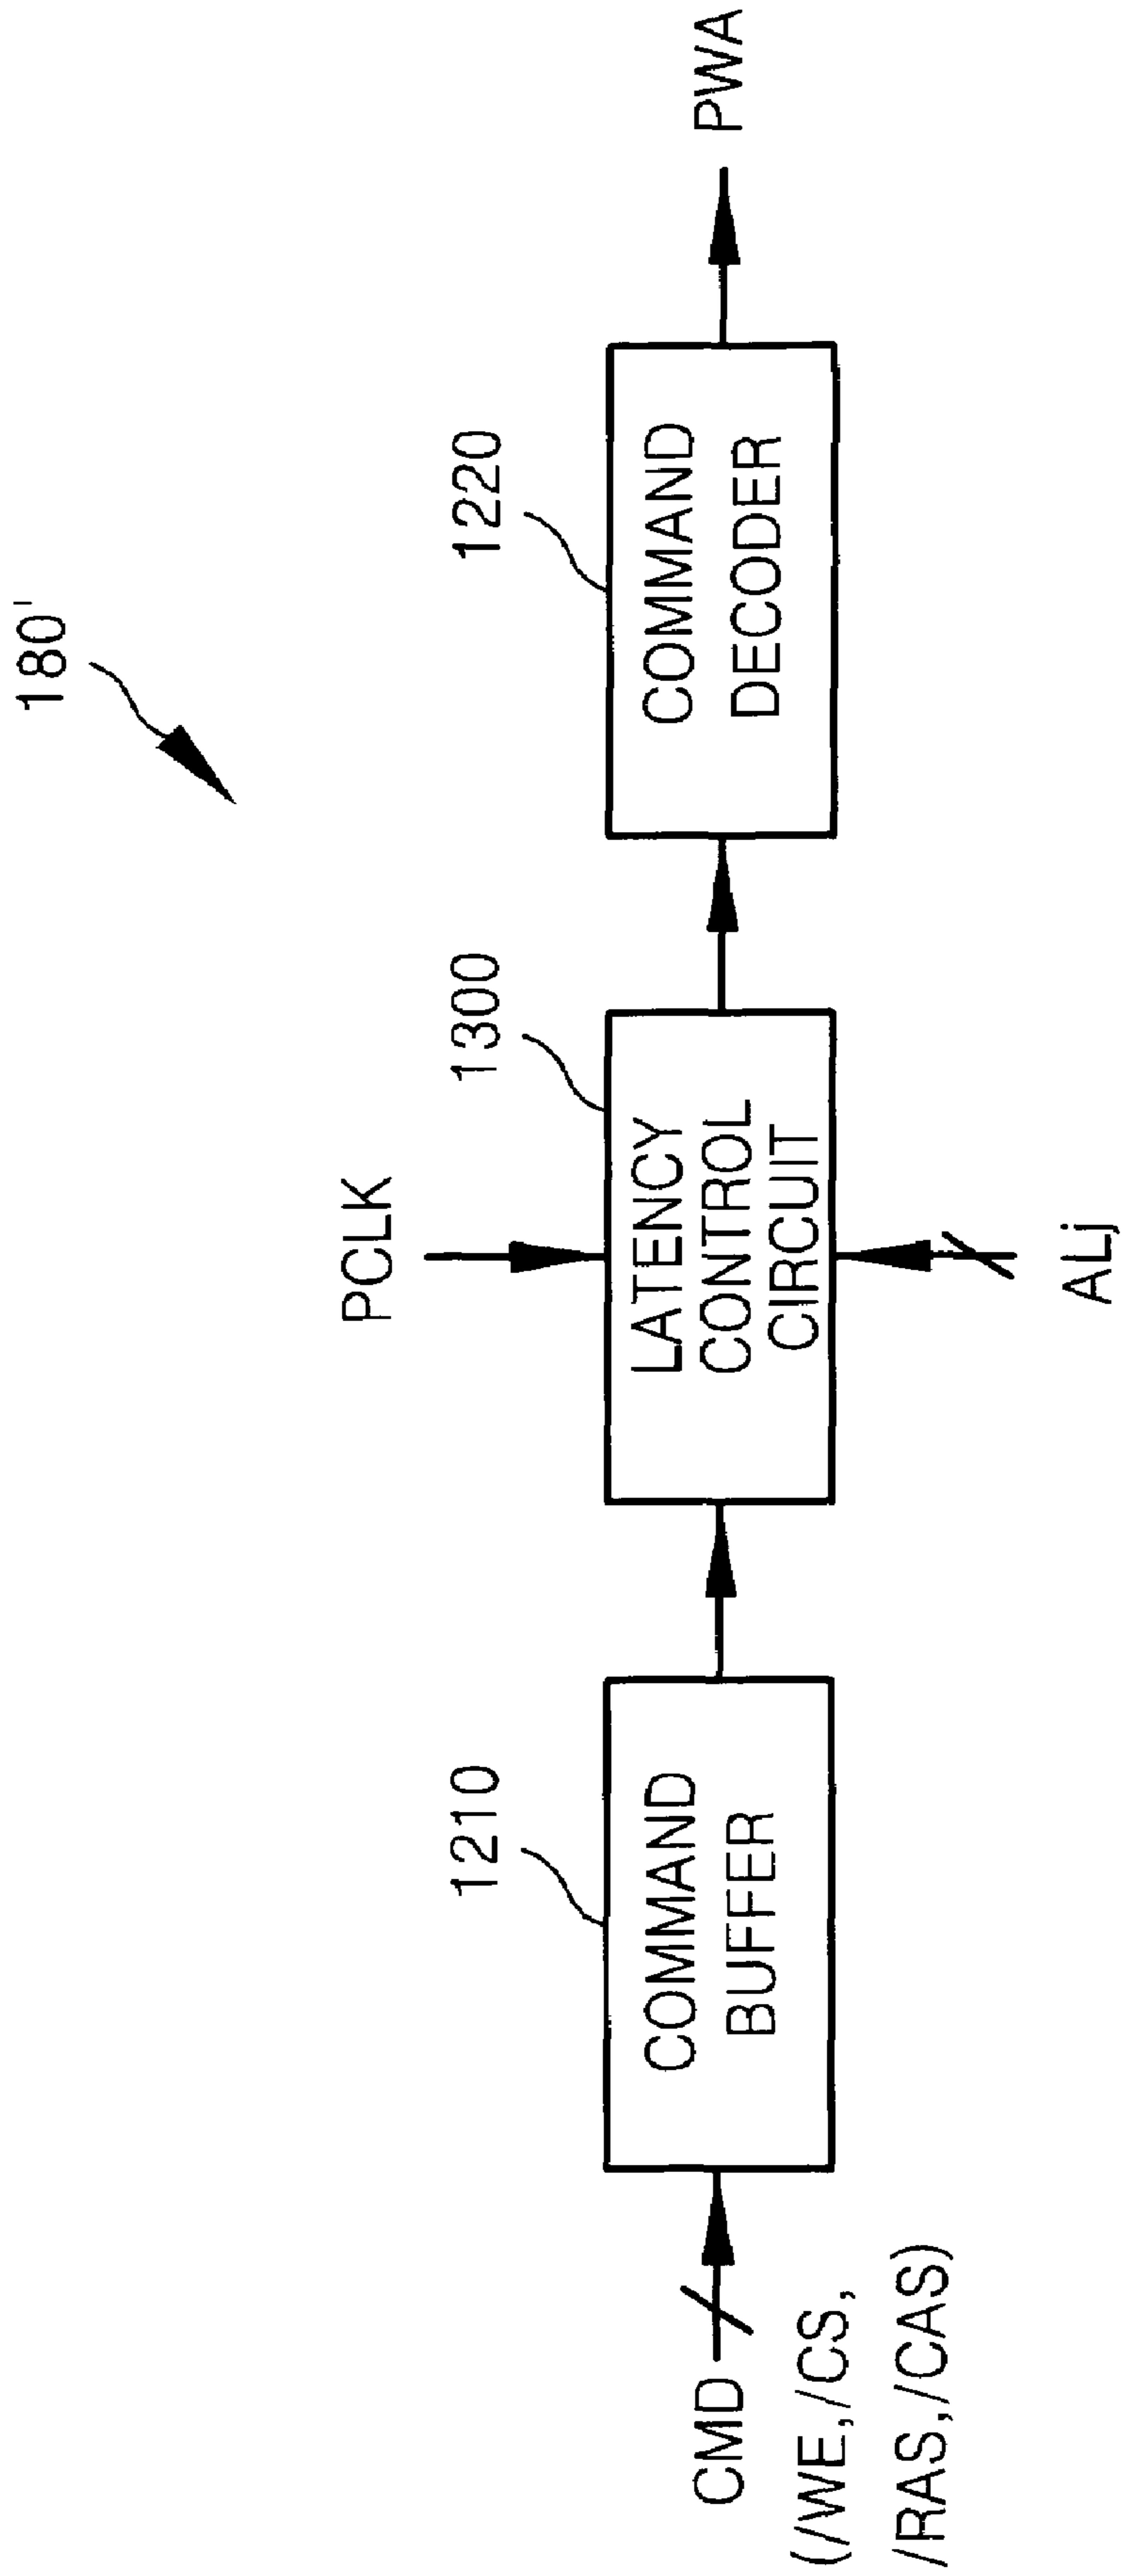 180'
CMD
(/WE,/CS,
/RAS,/CAS)
1210
COMMAND
BUFFER
PCLK
1300
LATENCY
CONTROL
CIRCUIT
ALj
1220
COMMAND
DECODER
PWA